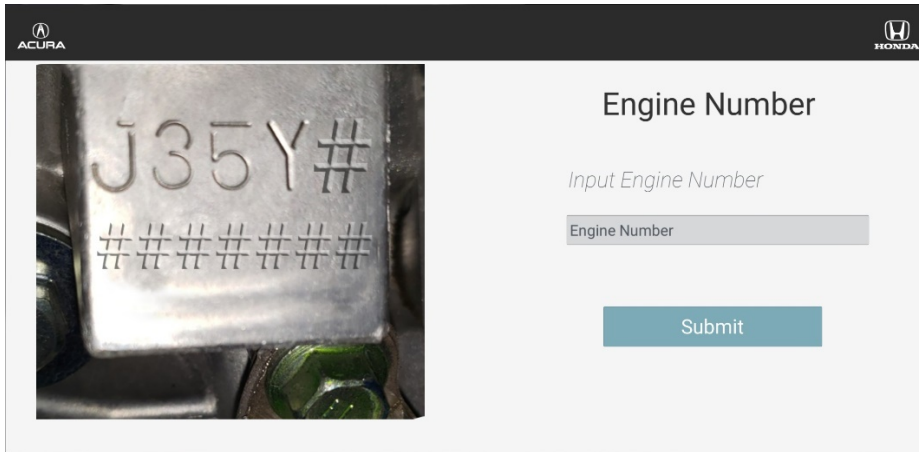 ACURA
HONDA
J35Y#
#######
Engine Number
Input Engine Number
Engine Number
Submit